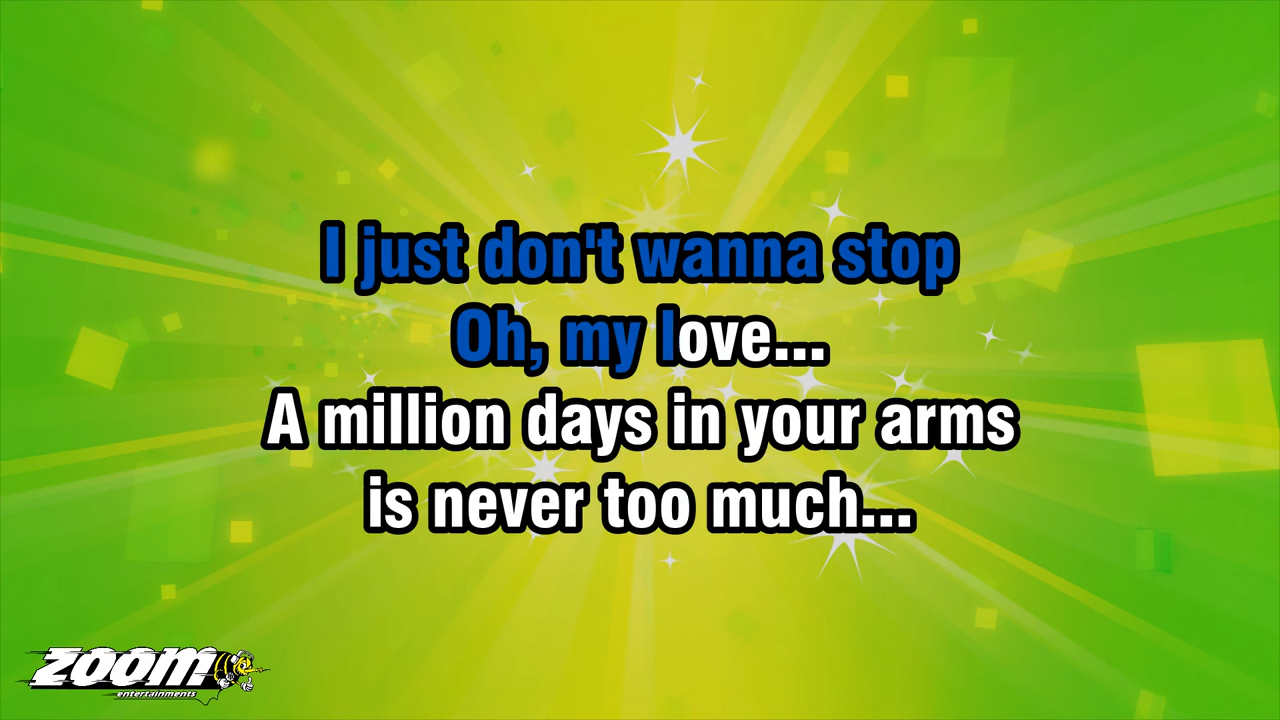 I just don't wanna stop
Oh, my love...
A million days in your arms
is never too much...
zoom
entertainments